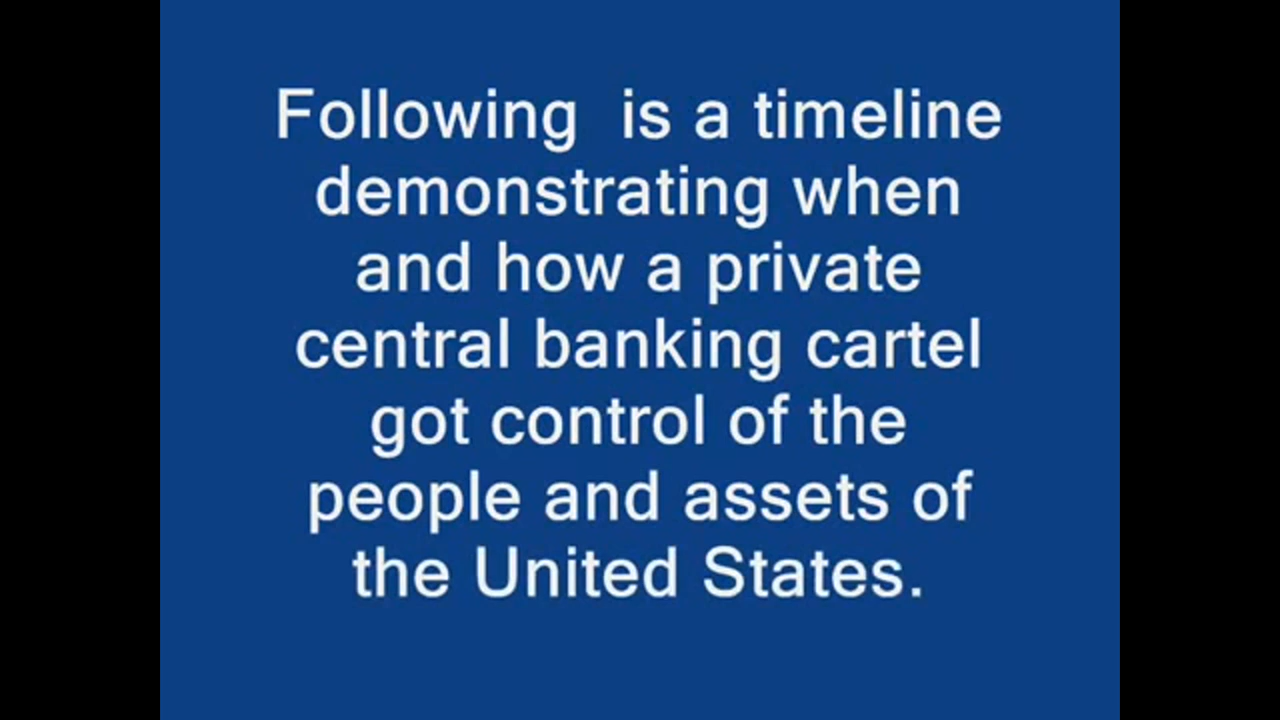 Following  is a timeline
demonstrating when
and how a private
central banking cartel
got control of the
people and assets of
the United States.